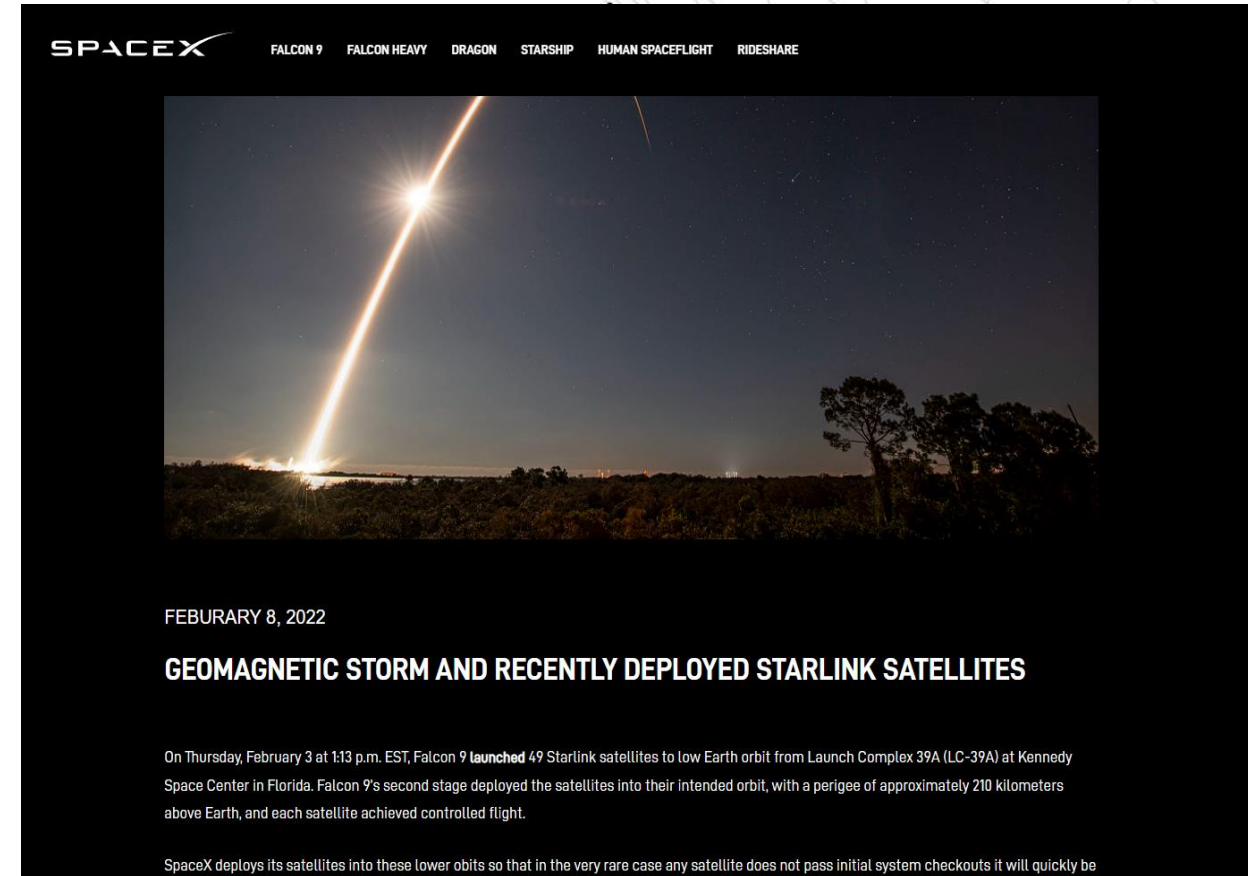 SPACEX
FALCON 9 FALCON HEAVY DRAGON STARSHIP HUMAN SPACEFLIGHT RIDESHARE
FEBURARY 8, 2022
GEOMAGNETIC STORM AND RECENTLY DEPLOYED STARLINK SATELLITES
On Thursday, February 3 at 1:13 p.m. EST, Falcon 9 launched 49 Starlink satellites to low Earth orbit from Launch Complex 39A (LC-39A) at Kennedy
Space Center in Florida. Falcon 9's second stage deployed the satellites into their intended orbit, with a perigee of approximately 210 kilometers
above Earth, and each satellite achieved controlled flight.
SpaceX deploys its satellites into these lower obits so that in the very rare case any satellite does not pass initial system checkouts it will quickly be